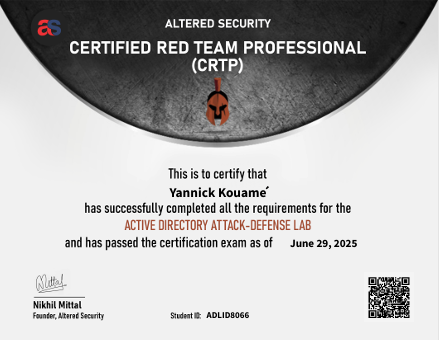 as
ALTERED SECURITY
CERTIFIED RED TEAM PROFESSIONAL
(CRTP)
This is to certify that
Yannick Kouame´
has successfully completed all the requirements for the
ACTIVE DIRECTORY ATTACK-DEFENSE LAB
and has passed the certification exam as of June 29, 2025
Mittal
Nikhil Mittal
Founder, Altered Security
Student ID: ADLID8066